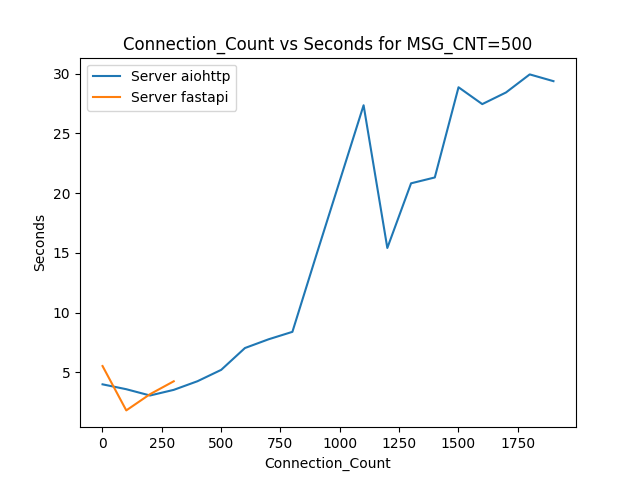 Connection_Count vs Seconds for MSG_CNT=500
Server aiohttp
Server fastapi
30
25
20
15
10
5
Seconds
0 250 500 750 1000 1250 1500 1750
Connection_Count